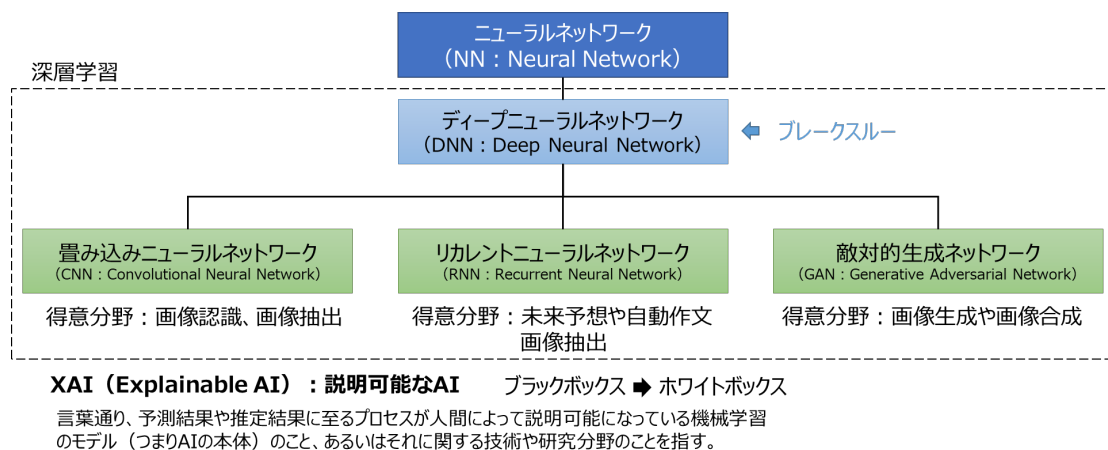 ニューラルネットワーク
（NN：Neural Network）
深層学習
ディープニューラルネットワーク
（DNN：Deep Neural Network）
ブレークスルー
畳み込みニューラルネットワーク
（CNN：Convolutional Neural Network）
得意分野：画像認識、画像抽出
リカレントニューラルネットワーク
（RNN：Recurrent Neural Network）
得意分野：未来予想や自動作文
画像抽出
敵対的生成ネットワーク
（GAN：Generative Adversarial Network）
得意分野：画像生成や画像合成
XAI（Explainable AI）：説明可能なAI　ブラックボックス ➡ ホワイトボックス
言葉通り、予測結果や推定結果に至るプロセスが人間によって説明可能になっている機械学習
のモデル（つまりAIの本体）のこと、あるいはそれに関する技術や研究分野のことを指す。